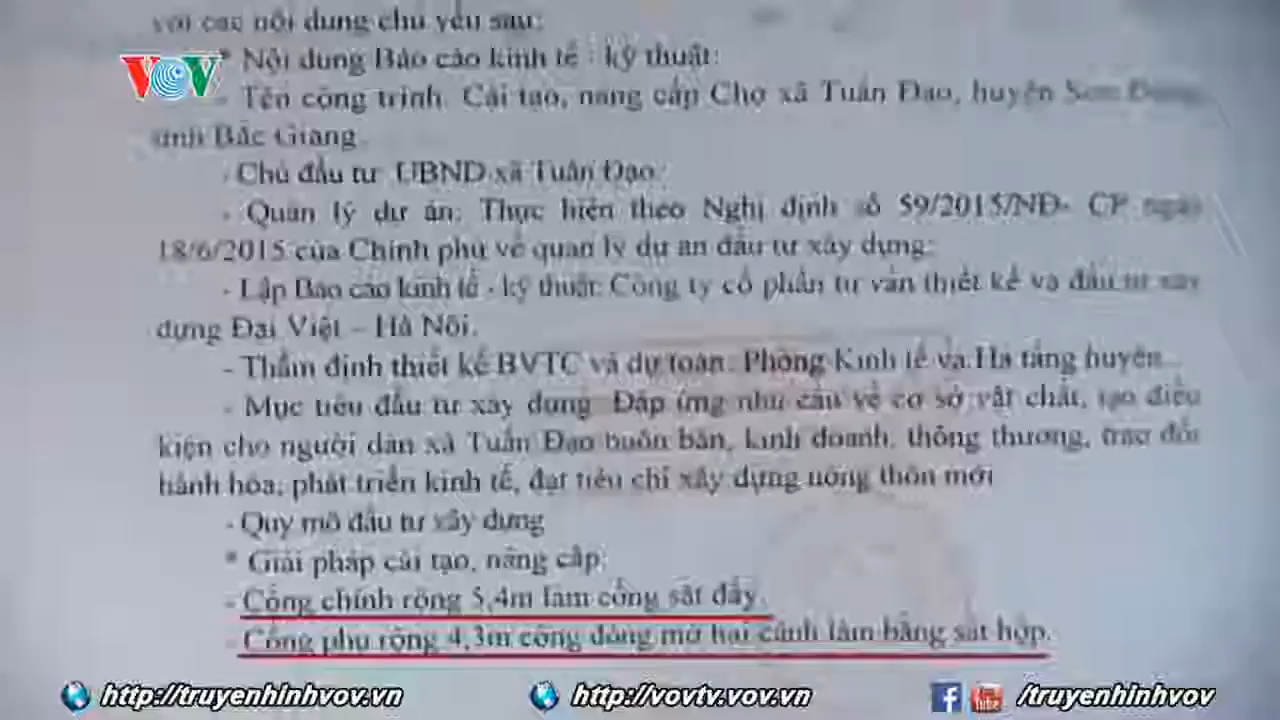 với các nội dung chủ yếu sau:
VOV
* Nội dung Báo cáo kinh tế - kỹ thuật:
- Tên công trình: Cải tạo, nâng cấp Chợ xã Tuấn Đạo, huyện Sơn Động,
tỉnh Bắc Giang.
- Chủ đầu tư: UBND xã Tuấn Đạo.
- Quản lý dự án: Thực hiện theo Nghị định số 59/2015/NĐ- CP ngày
18/6/2015 của Chính phủ về quản lý dự án đầu tư xây dựng;
- Lập Báo cáo kinh tế - kỹ thuật: Công ty cổ phần tư vấn thiết kế và đầu tư xây
dựng Đại Việt – Hà Nội.
- Thẩm định thiết kế BVTC và dự toán: Phòng Kinh tế và Hạ tầng huyện.
- Mục tiêu đầu tư xây dựng: Đáp ứng nhu cầu về cơ sở vật chất, tạo điều
kiện cho người dân xã Tuấn Đạo buôn bán, kinh doanh, thông thương, trao đổi
hành hóa, phát triển kinh tế, đạt tiêu chí xây dựng nông thôn mới
- Quy mô đầu tư xây dựng
* Giải pháp cải tạo, nâng cấp:
- Cổng chính rộng 5,4m làm cổng sắt đẩy.
- Cổng phụ rộng 4,3m cổng đóng mở hai cánh làm bằng sắt hộp.
http://truyenhinhvov.vn http://vovtv.vov.vn /truyenhinhvov